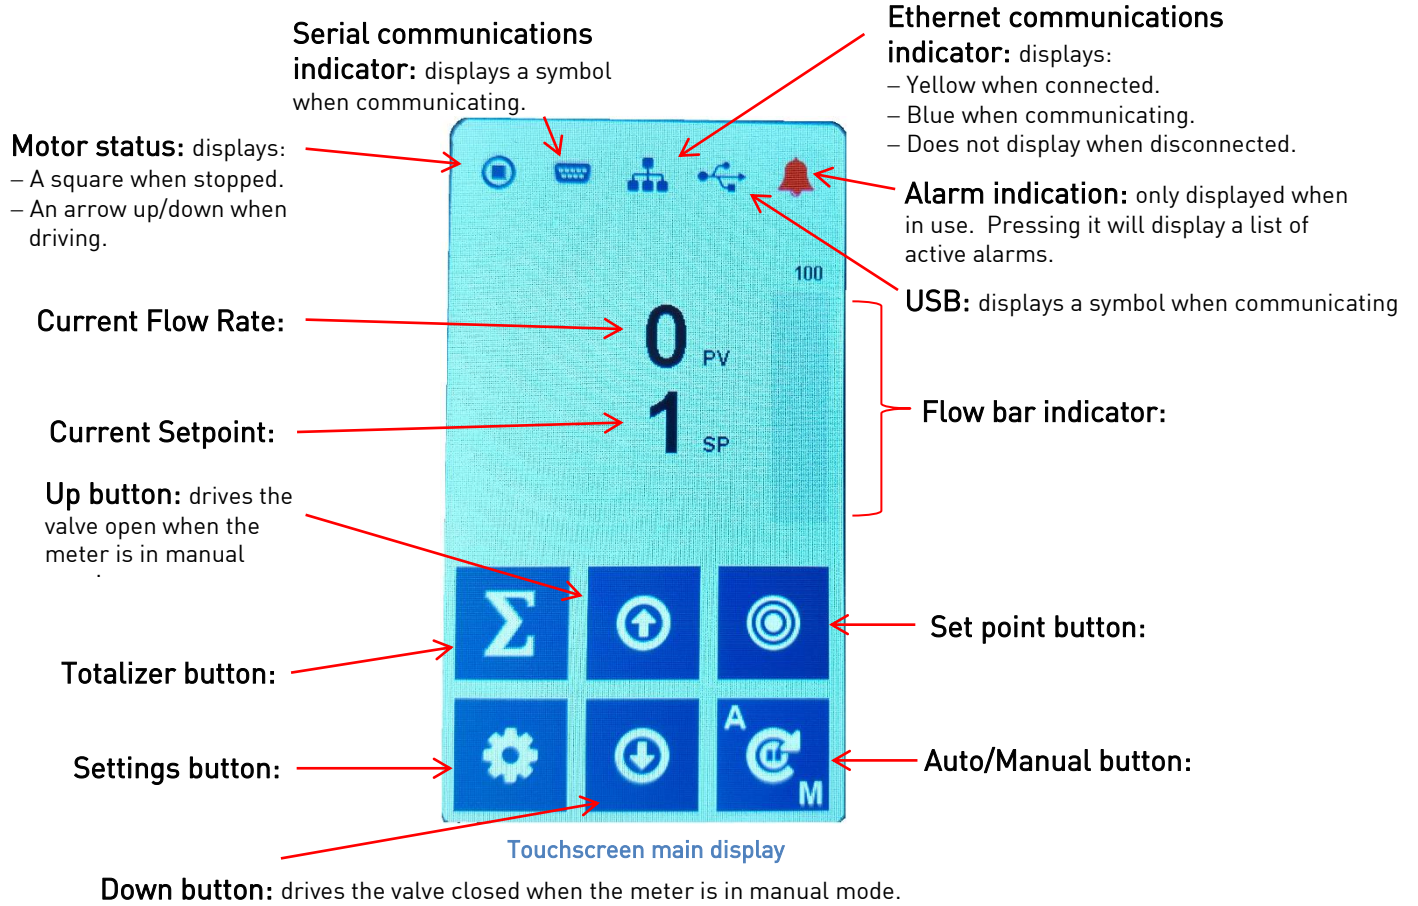 Serial communications
indicator: displays a symbol
when communicating.
Ethernet communications
indicator: displays:
– Yellow when connected.
– Blue when communicating.
– Does not display when disconnected.
Motor status: displays:
– A square when stopped.
– An arrow up/down when
driving.
Alarm indication: only displayed when
in use. Pressing it will display a list of
active alarms.
USB: displays a symbol when communicating
100
Current Flow Rate:
0 PV
Flow bar indicator:
Current Setpoint:
1 SP
Up button: drives the
valve open when the
meter is in manual
Σ
Set point button:
Totalizer button:
A
M
Settings button:
Auto/Manual button:
Touchscreen main display
Down button: drives the valve closed when the meter is in manual mode.